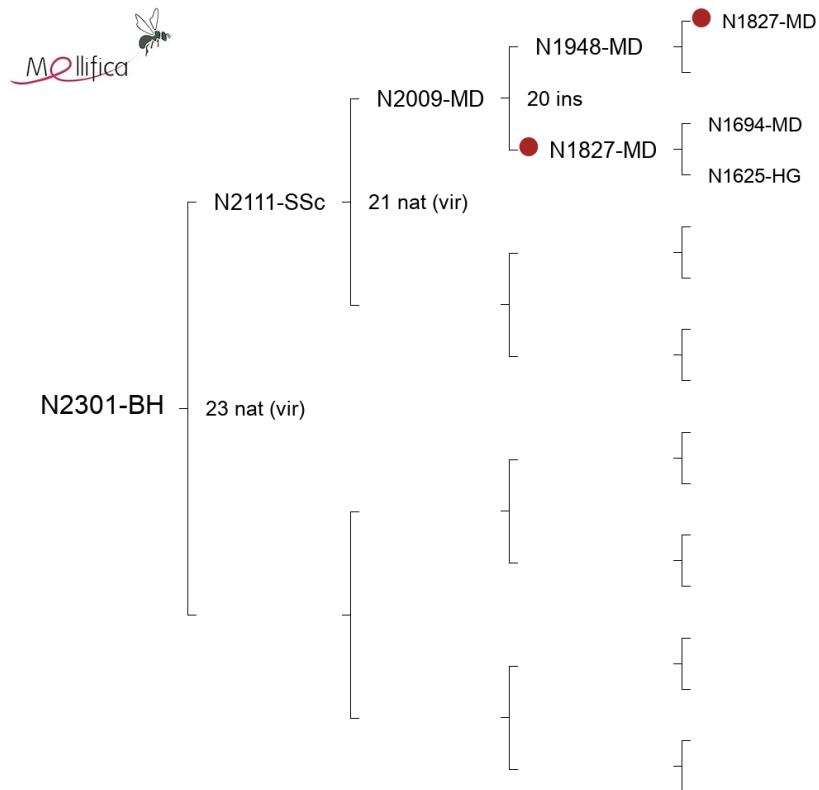 Mellifica
N1827-MD
N1948-MD
N2009-MD
20 ins
N1694-MD
N1827-MD
N1625-HG
N2111-SSc
21 nat (vir)
N2301-BH
23 nat (vir)